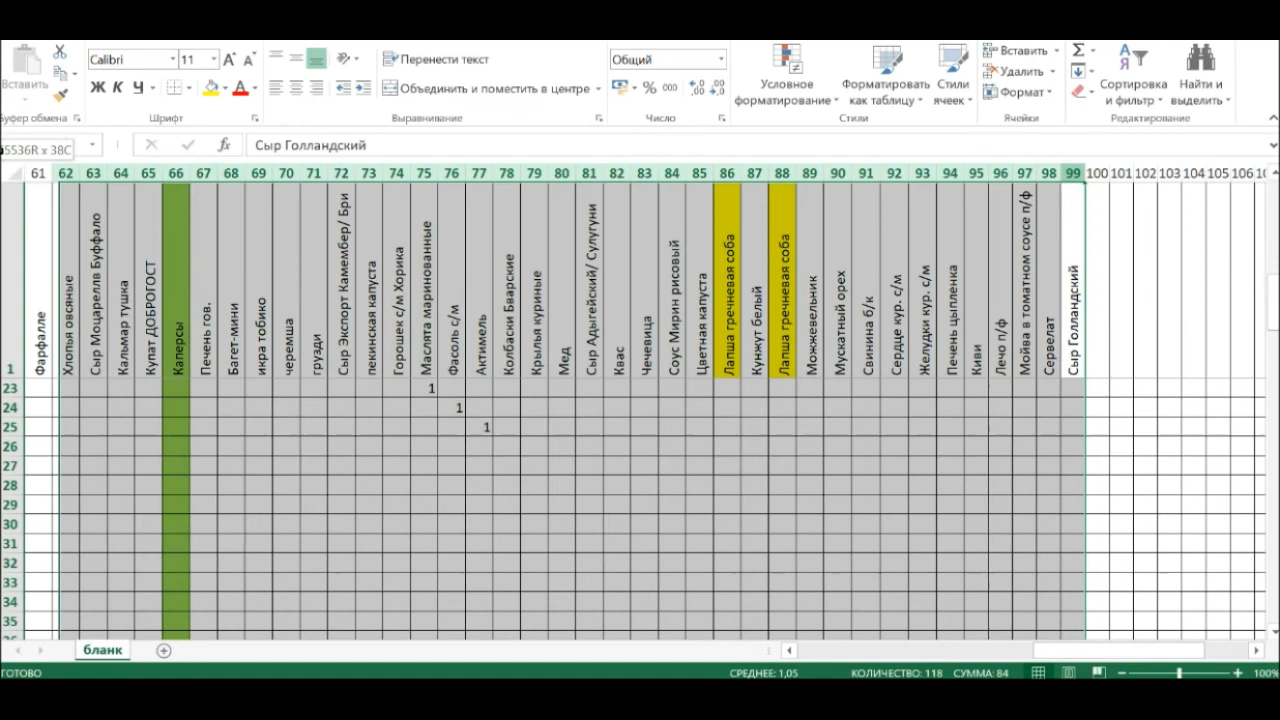 Calibri 11 Перенести текст Общий Вставить
Вставить Ж К Ч Объединить и поместить в центре % 000 Условное форматирование Форматировать как таблицу Стили ячеек Удалить Формат Сортировка и фильтр Найти и выделить
Буфер обмена Шрифт Выравнивание Число Стили Ячейки Редактирование
5536R x 38C fx Сыр Голландский
61 62 63 64 65 66 67 68 69 70 71 72 73 74 75 76 77 78 79 80 81 82 83 84 85 86 87 88 89 90 91 92 93 94 95 96 97 98 99 100 101 102 103 104 105 106
1
Фарфалле
Хлопья овсяные
Сыр Моцареллв Буффало
Кальмар тушка
Купат ДОБРОГОСТ
Каперсы
Печень гов.
Багет-мини
икра тобико
черемша
грузди
Сыр Экспорт Камембер/ Бри
пекинская капуста
Горошек с/м Хорика
Маслята маринованные
Фасоль с/м
Актимель
Колбаски Бварские
Крылья куриные
Мед
Сыр Адыгейский/ Сулугуни
Квас
Чечевица
Соус Мирин рисовый
Цветная капуста
Лапша гречневая соба
Кунжут белый
Лапша гречневая соба
Можжевельник
Мускатный орех
Свинина б/к
Сердце кур. с/м
Желудки кур. с/м
Печень цыпленка
Киви
Лечо п/ф
Мойва в томатном соусе п/ф
Сервелат
Сыр Голландский
23 1
24 1
25 1
26
27
28
29
30
31
32
33
34
35
бланк
ГОТОВО СРЕДНЕЕ: 1,05 КОЛИЧЕСТВО: 118 СУММА: 84 100%